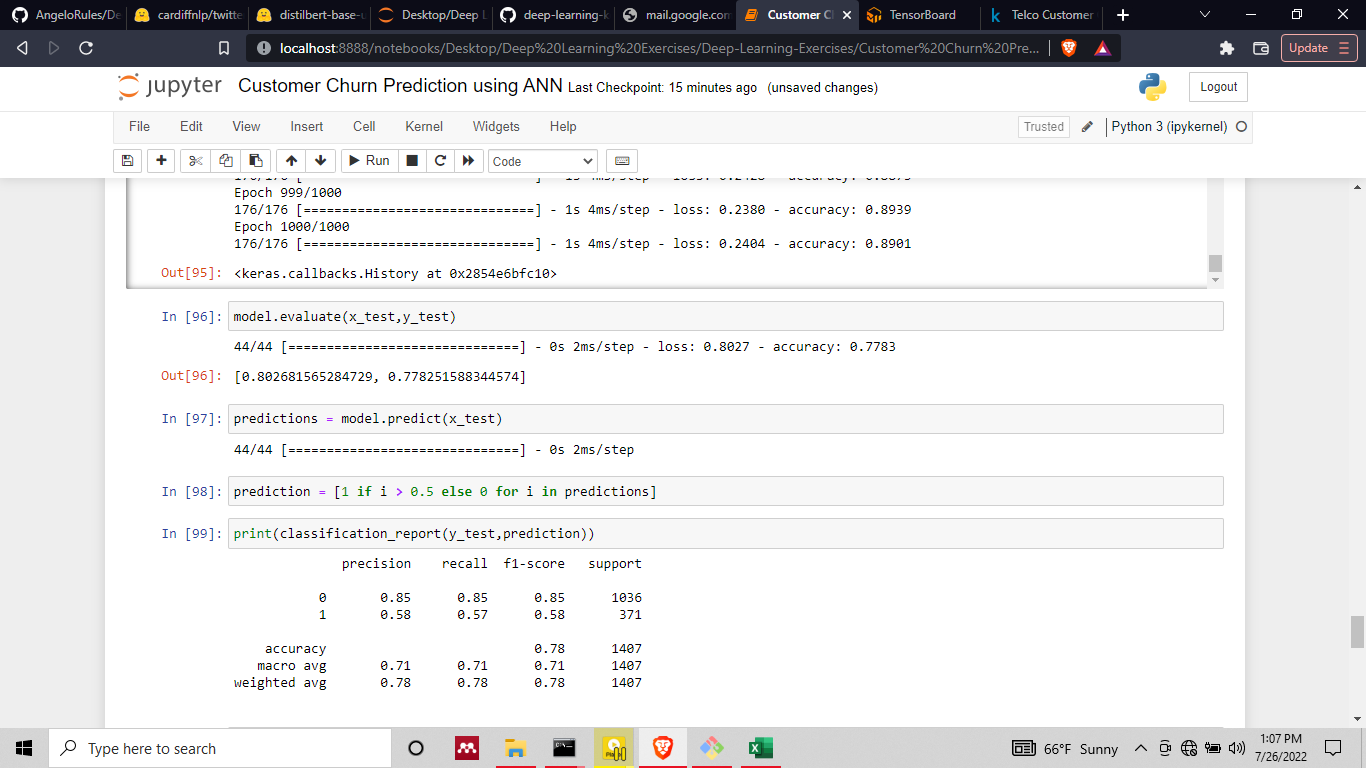 AngeloRules/De
cardiffnlp/twitte
distilbert-base-u
Desktop/Deep L
deep-learning-k
mail.google.com
Customer Ch
TensorBoard
Telco Customer
localhost:8888/notebooks/Desktop/Deep%20Learning%20Exercises/Deep-Learning-Exercises/Customer%20Churn%20Pre...
Update
jupyter Customer Churn Prediction using ANN Last Checkpoint: 15 minutes ago (unsaved changes)
Logout
File Edit View Insert Cell Kernel Widgets Help
Trusted Python 3 (ipykernel)
Run Code
Epoch 999/1000
176/176 [==============================] - 1s 4ms/step - loss: 0.2380 - accuracy: 0.8939
Epoch 1000/1000
176/176 [==============================] - 1s 4ms/step - loss: 0.2404 - accuracy: 0.8901
Out[95]: <keras.callbacks.History at 0x2854e6bfc10>
In [96]: model.evaluate(x_test,y_test)
44/44 [==============================] - 0s 2ms/step - loss: 0.8027 - accuracy: 0.7783
Out[96]: [0.802681565284729, 0.778251588344574]
In [97]: predictions = model.predict(x_test)
44/44 [==============================] - 0s 2ms/step
In [98]: prediction = [1 if i > 0.5 else 0 for i in predictions]
In [99]: print(classification_report(y_test,prediction))
precision recall f1-score support
0 0.85 0.85 0.85 1036
1 0.58 0.57 0.58 371
accuracy 0.78 1407
macro avg 0.71 0.71 0.71 1407
weighted avg 0.78 0.78 0.78 1407
Type here to search
66°F Sunny
1:07 PM
7/26/2022